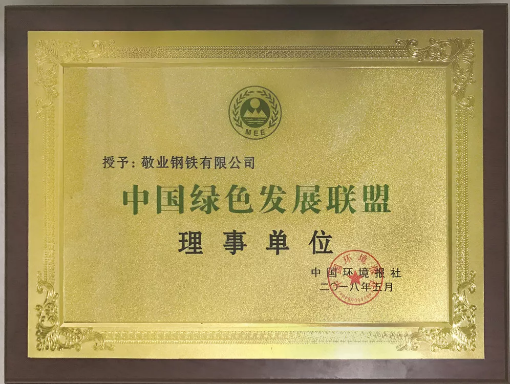 MEE
授予：敬业钢铁有限公司
中国绿色发展联盟
理事单位
中国环境报社
二〇一八年五月